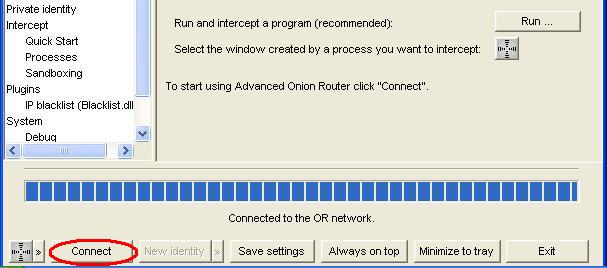 Private identity
Intercept
Quick Start
Processes
Sandboxing
Plugins
IP blacklist (Blacklist.dll
System
Debug
Run and intercept a program (recommended):
Run ...
Select the window created by a process you want to intercept:
To start using Advanced Onion Router click "Connect".
Connected to the OR network.
» Connect New identity » Save settings Always on top Minimize to tray Exit